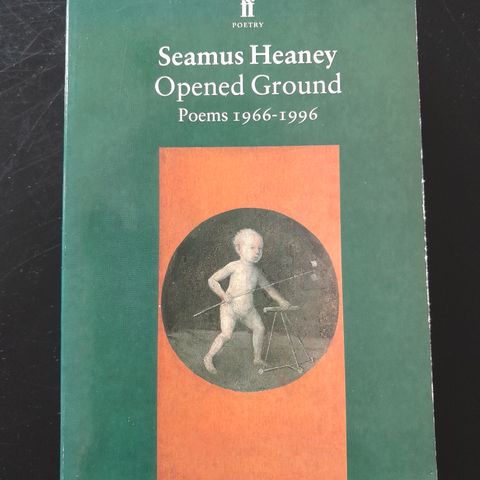 ff
POETRY
Seamus Heaney
Opened Ground
Poems 1966-1996